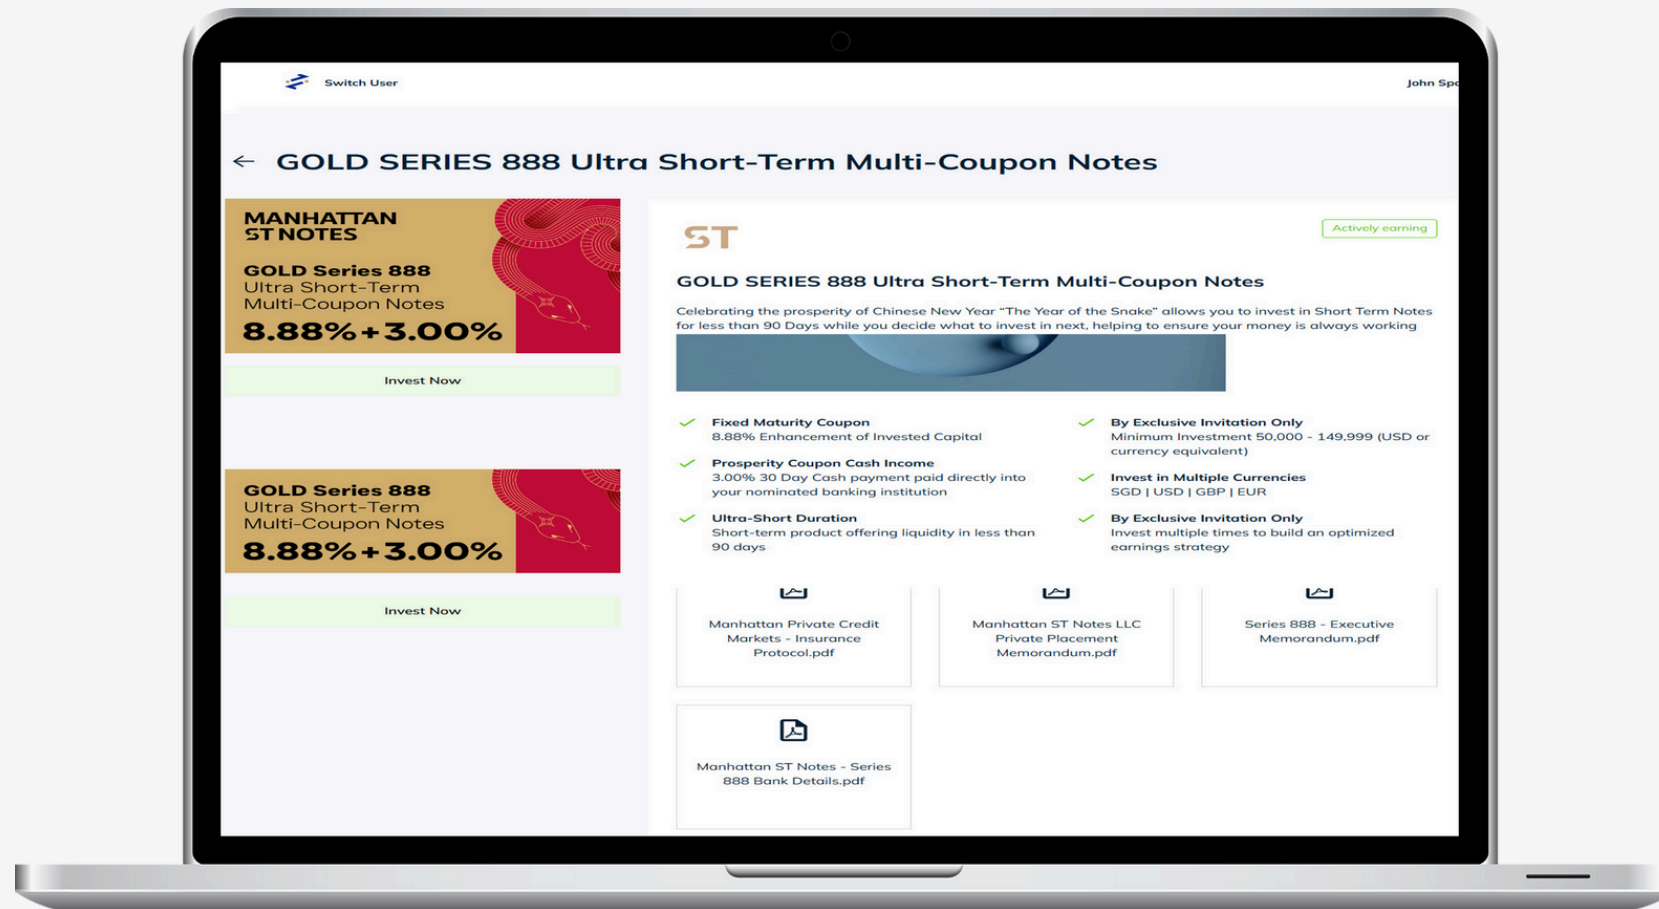 Switch User
John Spo
← GOLD SERIES 888 Ultra Short-Term Multi-Coupon Notes
MANHATTAN
ST NOTES
GOLD Series 888
Ultra Short-Term
Multi-Coupon Notes
8.88%+3.00%
Invest Now
GOLD Series 888
Ultra Short-Term
Multi-Coupon Notes
8.88%+3.00%
Invest Now
ST
Actively earning
GOLD SERIES 888 Ultra Short-Term Multi-Coupon Notes
Celebrating the prosperity of Chinese New Year “The Year of the Snake” allows you to invest in Short Term Notes
for less than 90 Days while you decide what to invest in next, helping to ensure your money is always working
Fixed Maturity Coupon
8.88% Enhancement of Invested Capital
Prosperity Coupon Cash Income
3.00% 30 Day Cash payment paid directly into
your nominated banking institution
Ultra-Short Duration
Short-term product offering liquidity in less than
90 days
By Exclusive Invitation Only
Minimum Investment 50,000 - 149,999 (USD or
currency equivalent)
Invest in Multiple Currencies
SGD | USD | GBP | EUR
By Exclusive Invitation Only
Invest multiple times to build an optimized
earnings strategy
Manhattan Private Credit
Markets - Insurance
Protocol.pdf
Manhattan ST Notes LLC
Private Placement
Memorandum.pdf
Series 888 - Executive
Memorandum.pdf
Manhattan ST Notes - Series
888 Bank Details.pdf